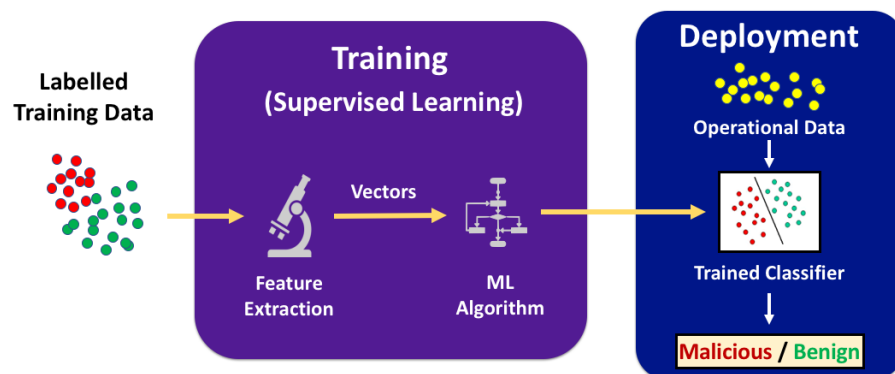 Labelled
Training Data
Training
(Supervised Learning)
Vectors
Feature
Extraction
ML
Algorithm
Deployment
Operational Data
Trained Classifier
Malicious / Benign